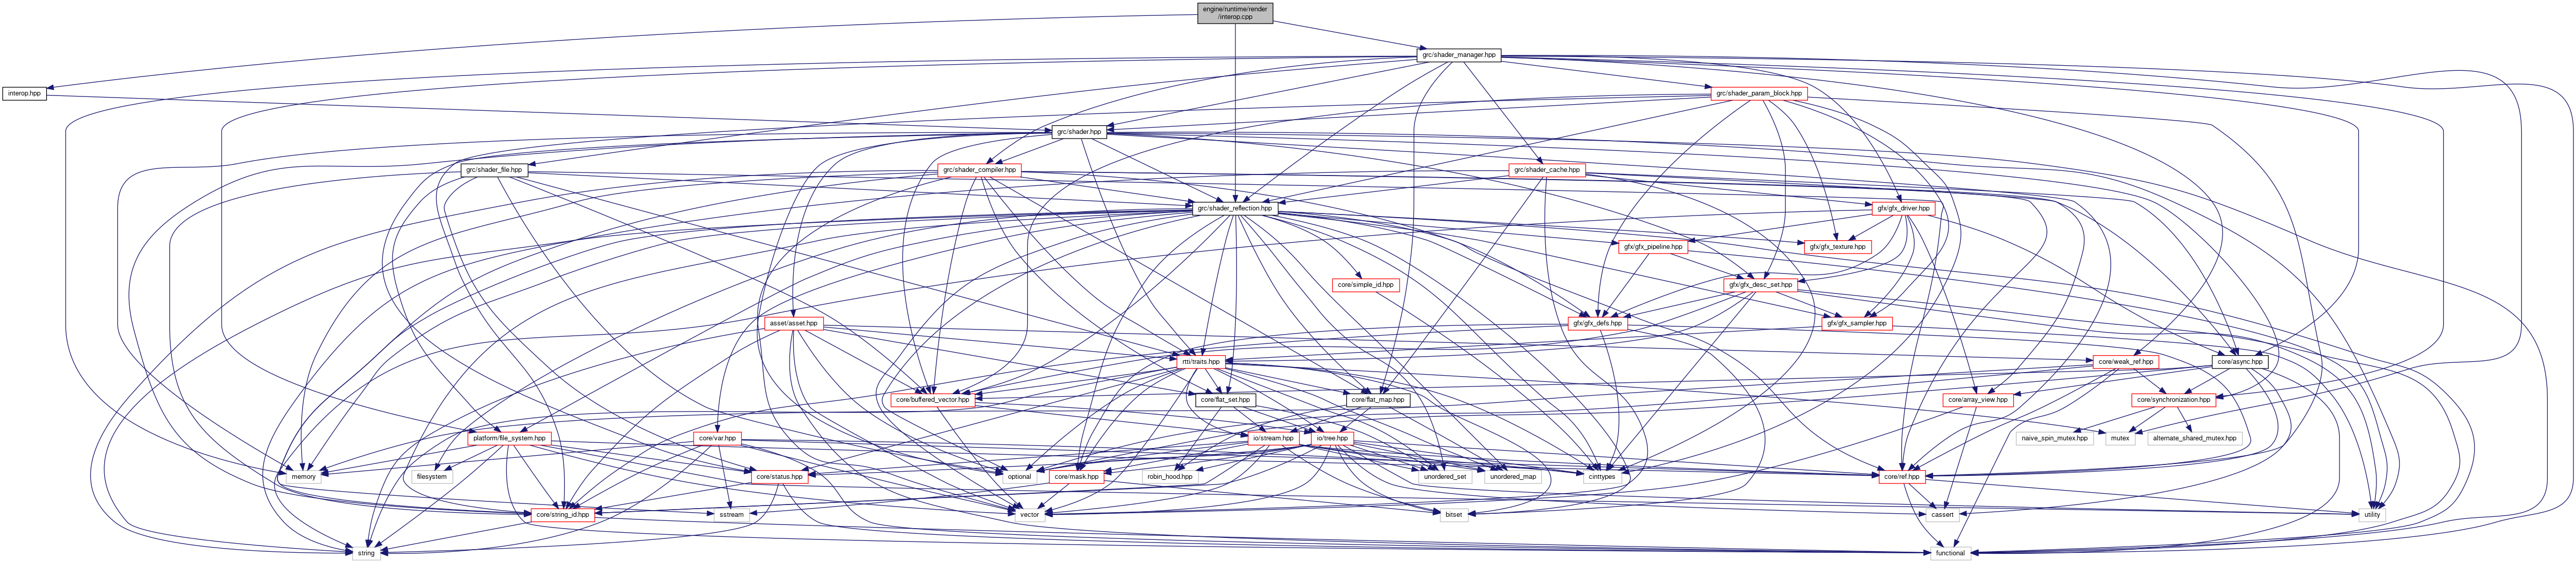 engine/runtime/render
/interop.cpp
grc/shader_manager.hpp
interop.hpp
grc/shader_param_block.hpp
grc/shader.hpp
grc/shader_file.hpp
grc/shader_compiler.hpp
grc/shader_cache.hpp
grc/shader_reflection.hpp
gfx/gfx_driver.hpp
gfx/gfx_pipeline.hpp
gfx/gfx_texture.hpp
core/simple_id.hpp
gfx/gfx_desc_set.hpp
asset/asset.hpp
gfx/gfx_defs.hpp
gfx/gfx_sampler.hpp
rtti/traits.hpp
core/weak_ref.hpp
core/async.hpp
core/buffered_vector.hpp
core/flat_set.hpp
core/flat_map.hpp
core/array_view.hpp
core/synchronization.hpp
platform/file_system.hpp
core/var.hpp
io/stream.hpp
io/tree.hpp
naive_spin_mutex.hpp
mutex
alternate_shared_mutex.hpp
memory
filesystem
core/status.hpp
optional
core/mask.hpp
robin_hood.hpp
unordered_set
unordered_map
cinttypes
core/ref.hpp
core/string_id.hpp
sstream
vector
bitset
cassert
utility
string
functional